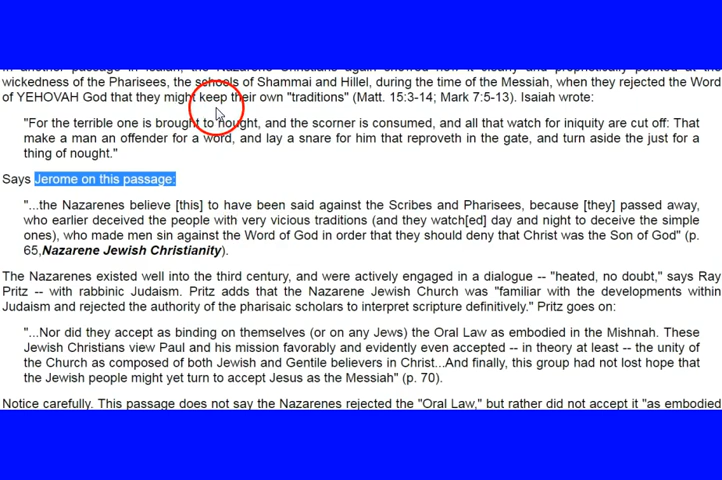 wickedness of the Pharisees, the schools of Shammai and Hillel, during the time of the Messiah, when they rejected the Word
of YEHOVAH God that they might keep their own "traditions" (Matt. 15:3-14; Mark 7:5-13). Isaiah wrote:
"For the terrible one is brought to nought, and the scorner is consumed, and all that watch for iniquity are cut off: That
make a man an offender for a word, and lay a snare for him that reproveth in the gate, and turn aside the just for a
thing of nought."
Says Jerome on this passage:
"...the Nazarenes believe [this] to have been said against the Scribes and Pharisees, because [they] passed away,
who earlier deceived the people with very vicious traditions (and they watch[ed] day and night to deceive the simple
ones), who made men sin against the Word of God in order that they should deny that Christ was the Son of God" (p.
65,Nazarene Jewish Christianity).
The Nazarenes existed well into the third century, and were actively engaged in a dialogue -- "heated, no doubt," says Ray
Pritz -- with rabbinic Judaism. Pritz adds that the Nazarene Jewish Church was "familiar with the developments within
Judaism and rejected the authority of the pharisaic scholars to interpret scripture definitively." Pritz goes on:
"...Nor did they accept as binding on themselves (or on any Jews) the Oral Law as embodied in the Mishnah. These
Jewish Christians view Paul and his mission favorably and evidently even accepted -- in theory at least -- the unity of
the Church as composed of both Jewish and Gentile believers in Christ...And finally, this group had not lost hope that
the Jewish people might yet turn to accept Jesus as the Messiah" (p. 70).
Notice carefully. This passage does not say the Nazarenes rejected the "Oral Law," but rather did not accept it "as embodied